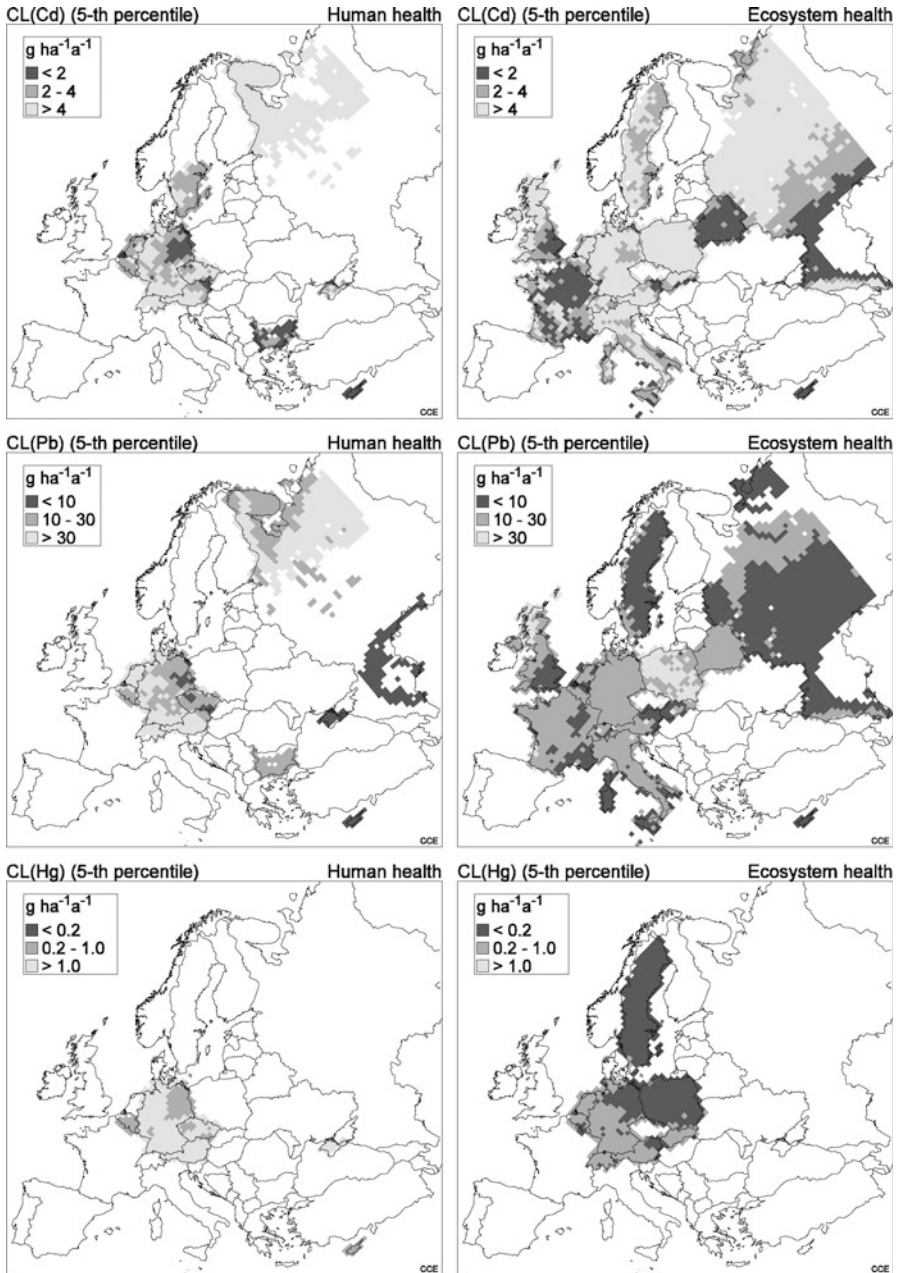 CL(Cd) (5-th percentile) Human health
g ha⁻¹a⁻¹
< 2
2 - 4
> 4
CCE
CL(Cd) (5-th percentile) Ecosystem health
g ha⁻¹a⁻¹
< 2
2 - 4
> 4
CCE
CL(Pb) (5-th percentile) Human health
g ha⁻¹a⁻¹
< 10
10 - 30
> 30
CCE
CL(Pb) (5-th percentile) Ecosystem health
g ha⁻¹a⁻¹
< 10
10 - 30
> 30
CCE
CL(Hg) (5-th percentile) Human health
g ha⁻¹a⁻¹
< 0.2
0.2 - 1.0
> 1.0
CCE
CL(Hg) (5-th percentile) Ecosystem health
g ha⁻¹a⁻¹
< 0.2
0.2 - 1.0
> 1.0
CCE